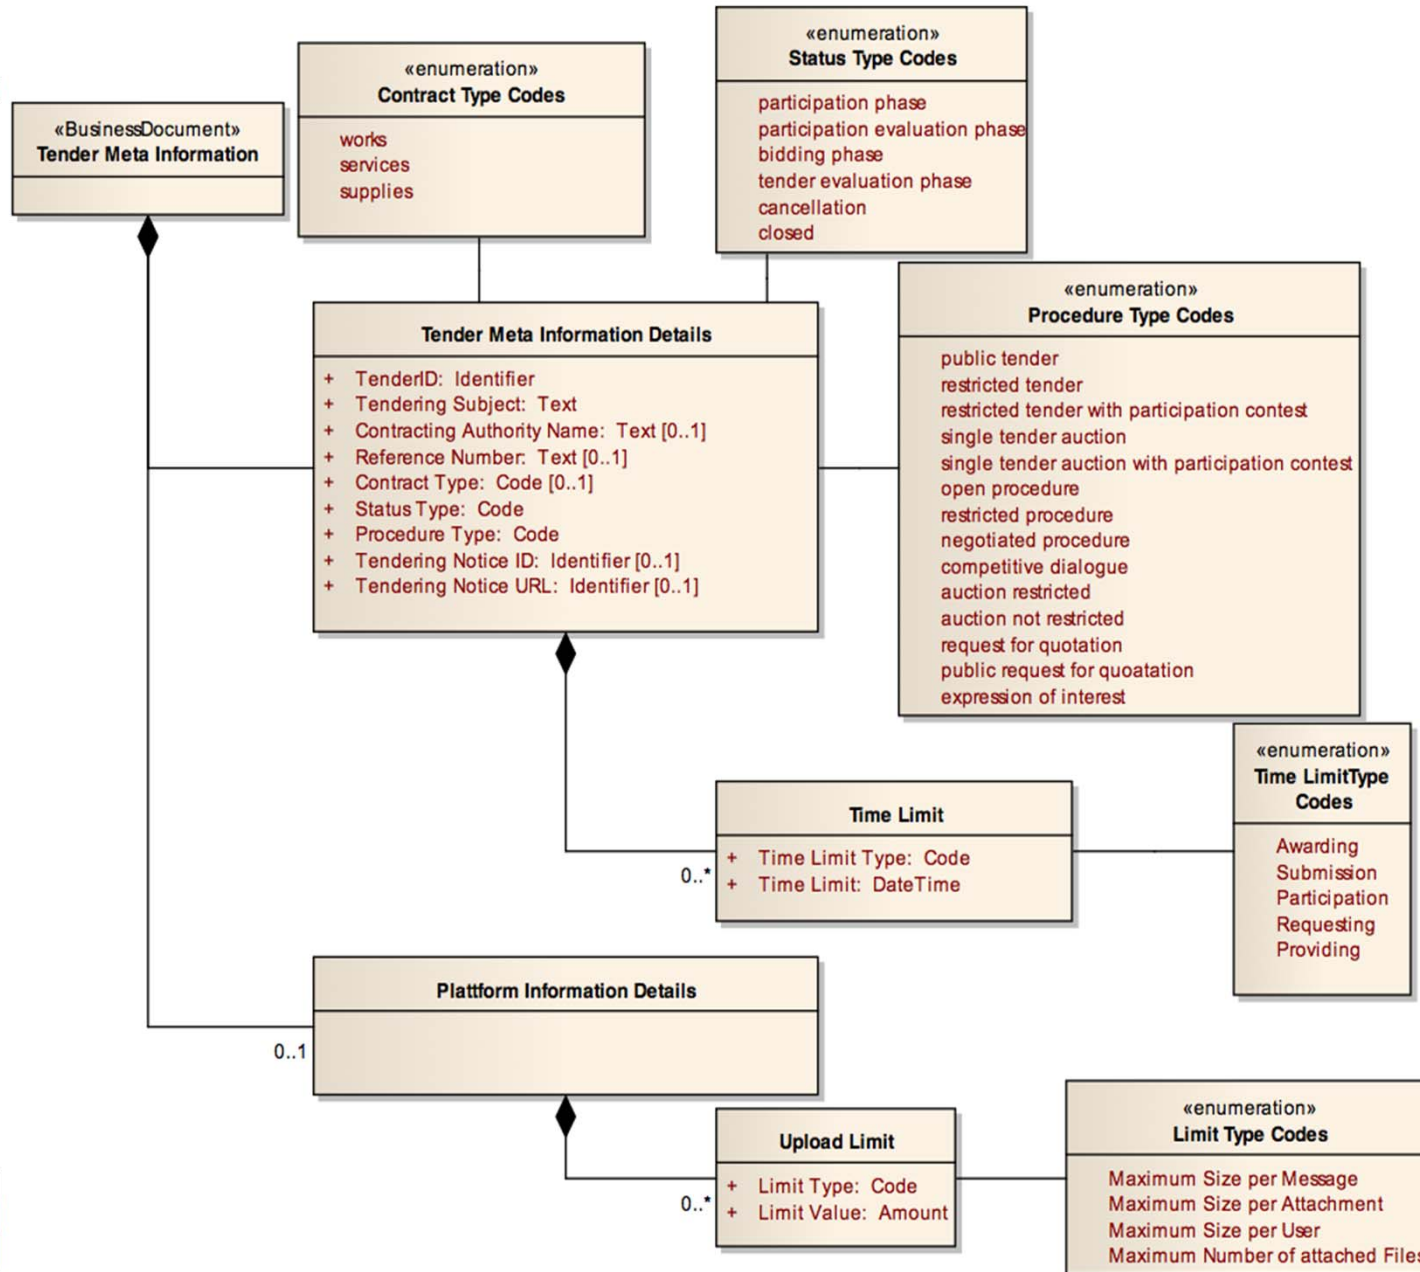 «BusinessDocument»
Tender Meta Information
«enumeration»
Contract Type Codes
works
services
supplies
«enumeration»
Status Type Codes
participation phase
participation evaluation phase
bidding phase
tender evaluation phase
cancellation
closed
«enumeration»
Procedure Type Codes
public tender
restricted tender
restricted tender with participation contest
single tender auction
single tender auction with participation contest
open procedure
restricted procedure
negotiated procedure
competitive dialogue
auction restricted
auction not restricted
request for quotation
public request for quoatation
expression of interest
Tender Meta Information Details
+ TenderID: Identifier
+ Tendering Subject: Text
+ Contracting Authority Name: Text [0..1]
+ Reference Number: Text [0..1]
+ Contract Type: Code [0..1]
+ Status Type: Code
+ Procedure Type: Code
+ Tendering Notice ID: Identifier [0..1]
+ Tendering Notice URL: Identifier [0..1]
«enumeration»
Time LimitType
Codes
Awarding
Submission
Participation
Requesting
Providing
Time Limit
+ Time Limit Type: Code
+ Time Limit: DateTime
0..*
Plattform Information Details
0..1
Upload Limit
+ Limit Type: Code
+ Limit Value: Amount
0..*
«enumeration»
Limit Type Codes
Maximum Size per Message
Maximum Size per Attachment
Maximum Size per User
Maximum Number of attached Files